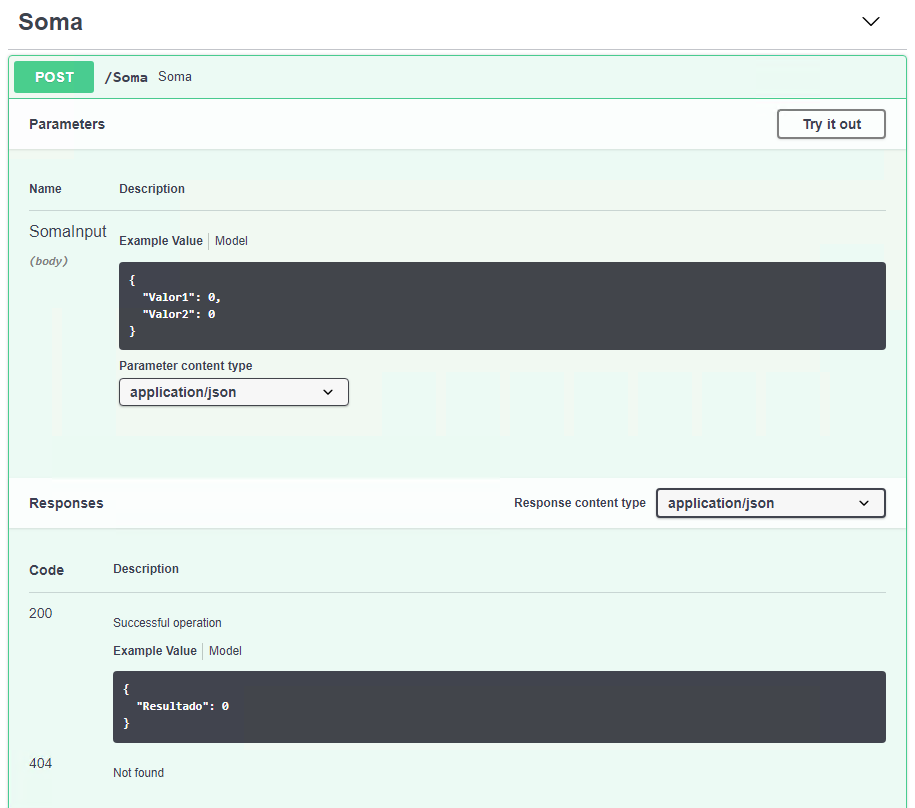 Soma
POST /Soma Soma
Parameters Try it out
Name Description
SomaInput
(body)
Example Value Model
{
"Valor1": 0,
"Valor2": 0
}
Parameter content type
application/json
Responses Response content type application/json
Code Description
200
Successful operation
Example Value Model
{
"Resultado": 0
}
404
Not found